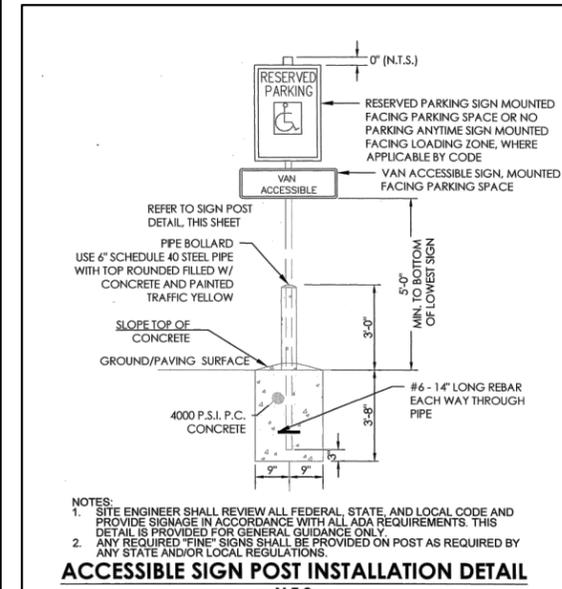 0" (N.T.S.)
RESERVED
PARKING
RESERVED PARKING SIGN MOUNTED
FACING PARKING SPACE OR NO
PARKING ANYTIME SIGN MOUNTED
FACING LOADING ZONE, WHERE
APPLICABLE BY CODE
VAN
ACCESSIBLE
VAN ACCESSIBLE SIGN, MOUNTED
FACING PARKING SPACE
REFER TO SIGN POST
DETAIL, THIS SHEET
PIPE BOLLARD
USE 6" SCHEDULE 40 STEEL PIPE
WITH TOP ROUNDED FILLED W/
CONCRETE AND PAINTED
TRAFFIC YELLOW
5'-0"
MIN. TO BOTTOM
OF LOWEST SIGN
3'-0"
SLOPE TOP OF
CONCRETE
GROUND/PAVING SURFACE
#6 - 14" LONG REBAR
EACH WAY THROUGH
PIPE
3'-8"
4000 P.S.I. P.C.
CONCRETE
3"
9" 9"
NOTES:
1. SITE ENGINEER SHALL REVIEW ALL FEDERAL, STATE, AND LOCAL CODE AND
PROVIDE SIGNAGE IN ACCORDANCE WITH ALL ADA REQUIREMENTS. THIS
DETAIL IS PROVIDED FOR GENERAL GUIDANCE ONLY.
2. ANY REQUIRED "FINE" SIGNS SHALL BE PROVIDED ON POST AS REQUIRED BY
ANY STATE AND/OR LOCAL REGULATIONS.
ACCESSIBLE SIGN POST INSTALLATION DETAIL